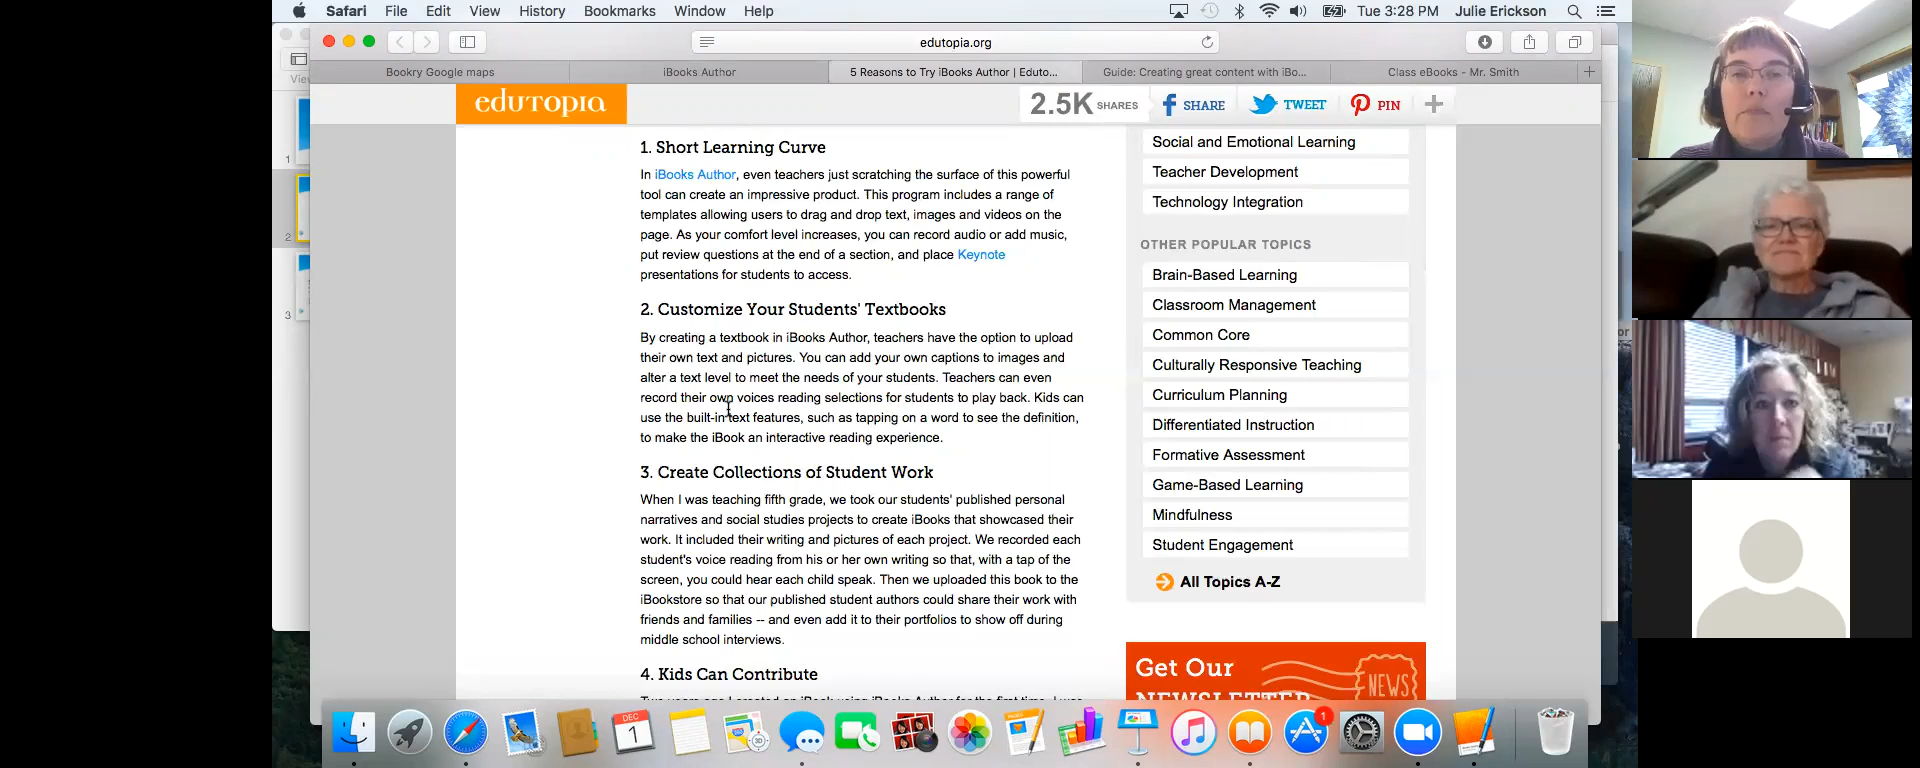 Safari File Edit View History Bookmarks Window Help Tue 3:28 PM Julie Erickson
edutopia.org
Bookry Google maps iBooks Author 5 Reasons to Try iBooks Author | Eduto... Guide: Creating great content with iBo... Class eBooks - Mr. Smith
edutopia 2.5K SHARES SHARE TWEET PIN
1. Short Learning Curve
In iBooks Author, even teachers just scratching the surface of this powerful
tool can create an impressive product. This program includes a range of
templates allowing users to drag and drop text, images and videos on the
page. As your comfort level increases, you can record audio or add music,
put review questions at the end of a section, and place Keynote
presentations for students to access.
2. Customize Your Students' Textbooks
By creating a textbook in iBooks Author, teachers have the option to upload
their own text and pictures. You can add your own captions to images and
alter a text level to meet the needs of your students. Teachers can even
record their own voices reading selections for students to play back. Kids can
use the built-in text features, such as tapping on a word to see the definition,
to make the iBook an interactive reading experience.
3. Create Collections of Student Work
When I was teaching fifth grade, we took our students' published personal
narratives and social studies projects to create iBooks that showcased their
work. It included their writing and pictures of each project. We recorded each
student's voice reading from his or her own writing so that, with a tap of the
screen, you could hear each child speak. Then we uploaded this book to the
iBookstore so that our published student authors could share their work with
friends and families -- and even add it to their portfolios to show off during
middle school interviews.
4. Kids Can Contribute
Social and Emotional Learning
Teacher Development
Technology Integration
OTHER POPULAR TOPICS
Brain-Based Learning
Classroom Management
Common Core
Culturally Responsive Teaching
Curriculum Planning
Differentiated Instruction
Formative Assessment
Game-Based Learning
Mindfulness
Student Engagement
All Topics A-Z
Get Our
NEWSLETTER
NEWS
1
2
3
DEC
1
1